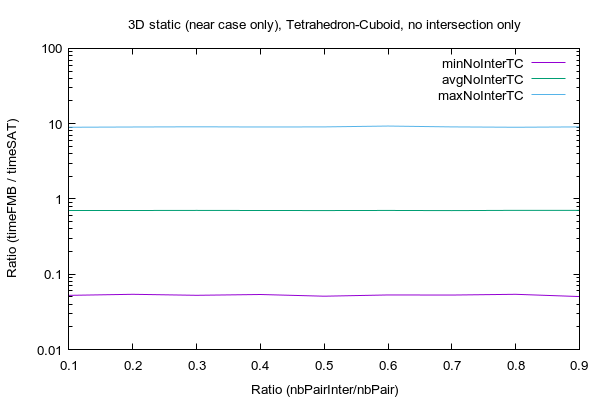 3D static (near case only), Tetrahedron-Cuboid, no intersection only
100
minNoInterTC
avgNoInterTC
maxNoInterTC
10
1
0.1
0.01
Ratio (timeFMB / timeSAT)
0.1 0.2 0.3 0.4 0.5 0.6 0.7 0.8 0.9
Ratio (nbPairInter/nbPair)